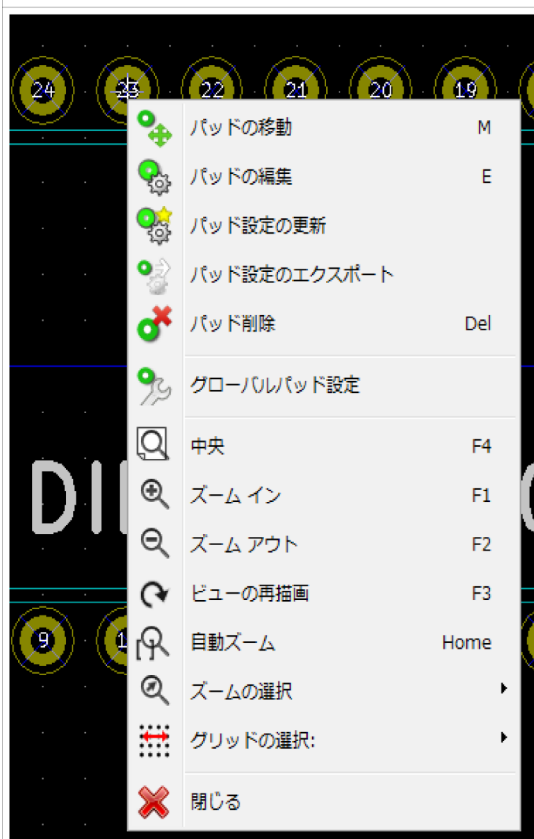 24 23 22 21 20 19
パッドの移動 M
パッドの編集 E
パッド設定の更新
パッド設定のエクスポート
パッド削除 Del
グローバルパッド設定
中央 F4
DI
ズーム イン F1
ズーム アウト F2
ビューの再描画 F3
9 1 自動ズーム Home
ズームの選択
グリッドの選択:
閉じる